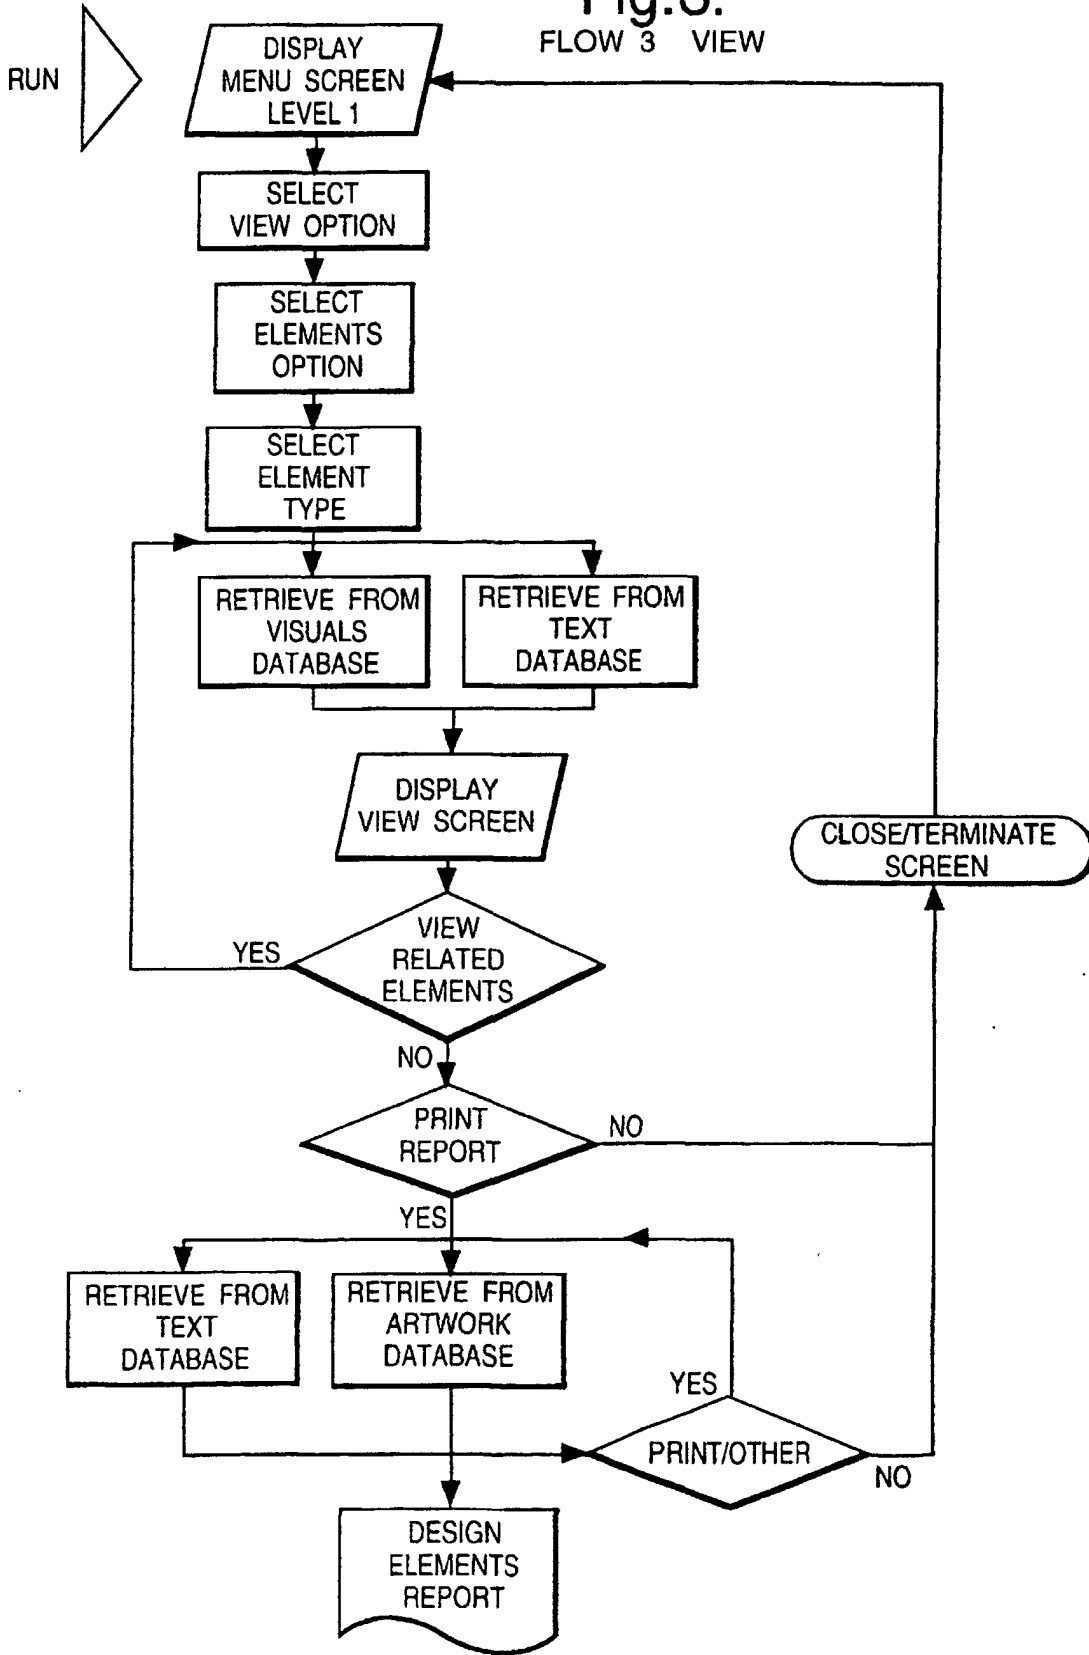 Fig.3.
FLOW 3 VIEW
RUN
DISPLAY
MENU SCREEN
LEVEL 1
SELECT
VIEW OPTION
SELECT
ELEMENTS
OPTION
SELECT
ELEMENT
TYPE
RETRIEVE FROM
VISUALS
DATABASE
RETRIEVE FROM
TEXT
DATABASE
DISPLAY
VIEW SCREEN
CLOSE/TERMINATE
SCREEN
VIEW
RELATED
ELEMENTS
YES
NO
PRINT
REPORT
NO
YES
RETRIEVE FROM
TEXT
DATABASE
RETRIEVE FROM
ARTWORK
DATABASE
YES
PRINT/OTHER
NO
DESIGN
ELEMENTS
REPORT